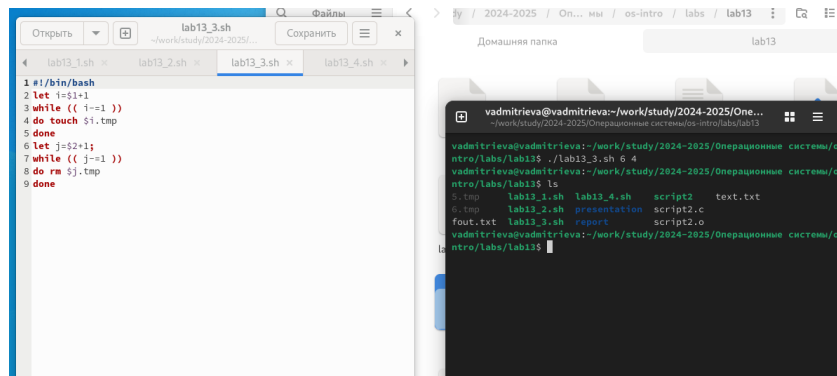 Файлы
Открыть
lab13_3.sh
~/work/study/2024-2025/...
Сохранить
lab13_1.sh
lab13_2.sh
lab13_3.sh
lab13_4.sh
1 #!/bin/bash
2 let i=$1+1
3 while (( i-=1 ))
4 do touch $i.tmp
5 done
6 let j=$2+1;
7 while (( j-=1 ))
8 do rm $j.tmp
9 done
dy / 2024-2025 / Оп... мы / os-intro / labs / lab13
Домашняя папка
lab13
vadmitrieva@vadmitrieva:~/work/study/2024-2025/Опе...
~/work/study/2024-2025/Операционные системы/os-intro/labs/lab13
vadmitrieva@vadmitrieva:~/work/study/2024-2025/Операционные системы/o
ntro/labs/lab13$ ./lab13_3.sh 6 4
vadmitrieva@vadmitrieva:~/work/study/2024-2025/Операционные системы/o
ntro/labs/lab13$ ls
5.tmp lab13_1.sh lab13_4.sh script2 text.txt
6.tmp lab13_2.sh presentation script2.c
fout.txt lab13_3.sh report script2.o
vadmitrieva@vadmitrieva:~/work/study/2024-2025/Операционные системы/o
ntro/labs/lab13$